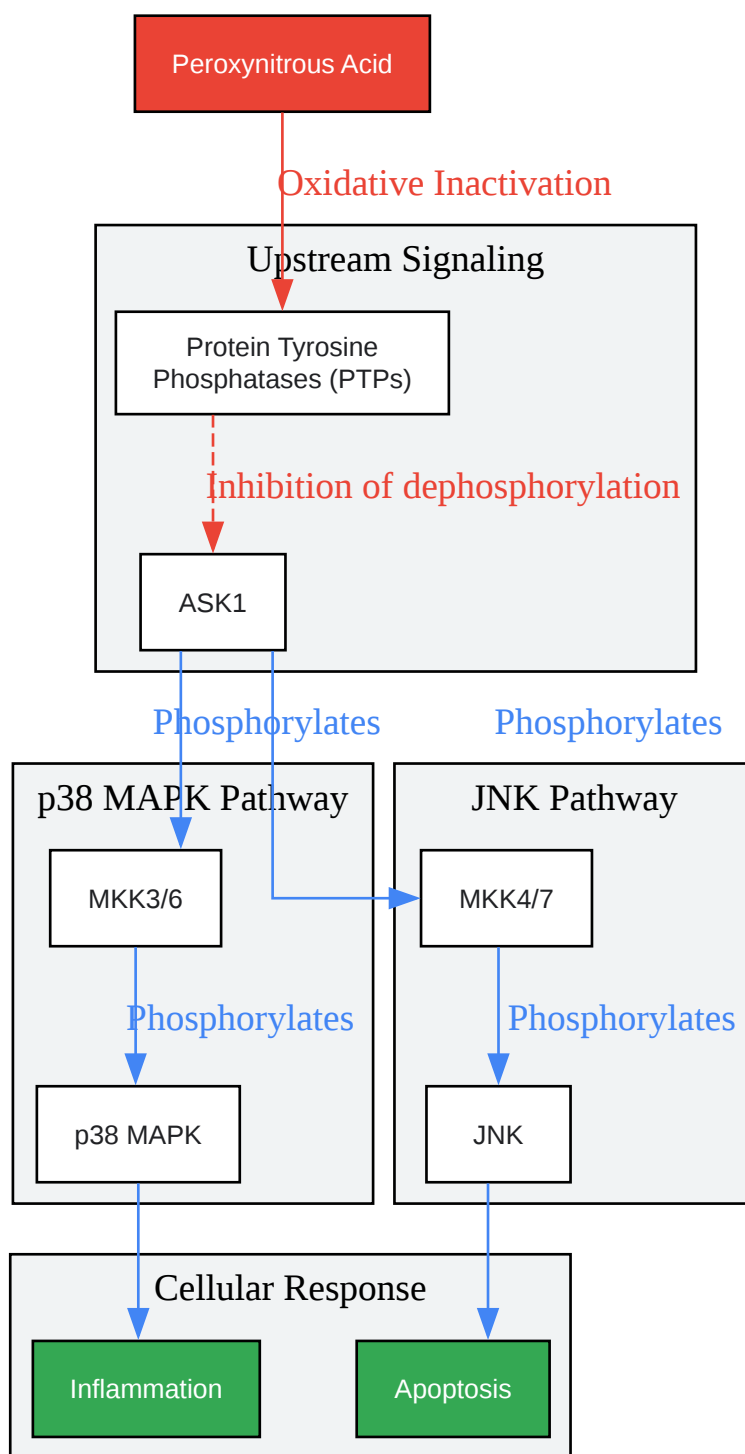 Peroxynitrous Acid
Oxidative Inactivation
Upstream Signaling
Protein Tyrosine
Phosphatases (PTPs)
Inhibition of dephosphorylation
ASK1
Phosphorylates
Phosphorylates
p38 MAPK Pathway
JNK Pathway
MKK3/6
MKK4/7
Phosphorylates
Phosphorylates
p38 MAPK
JNK
Cellular Response
Inflammation
Apoptosis